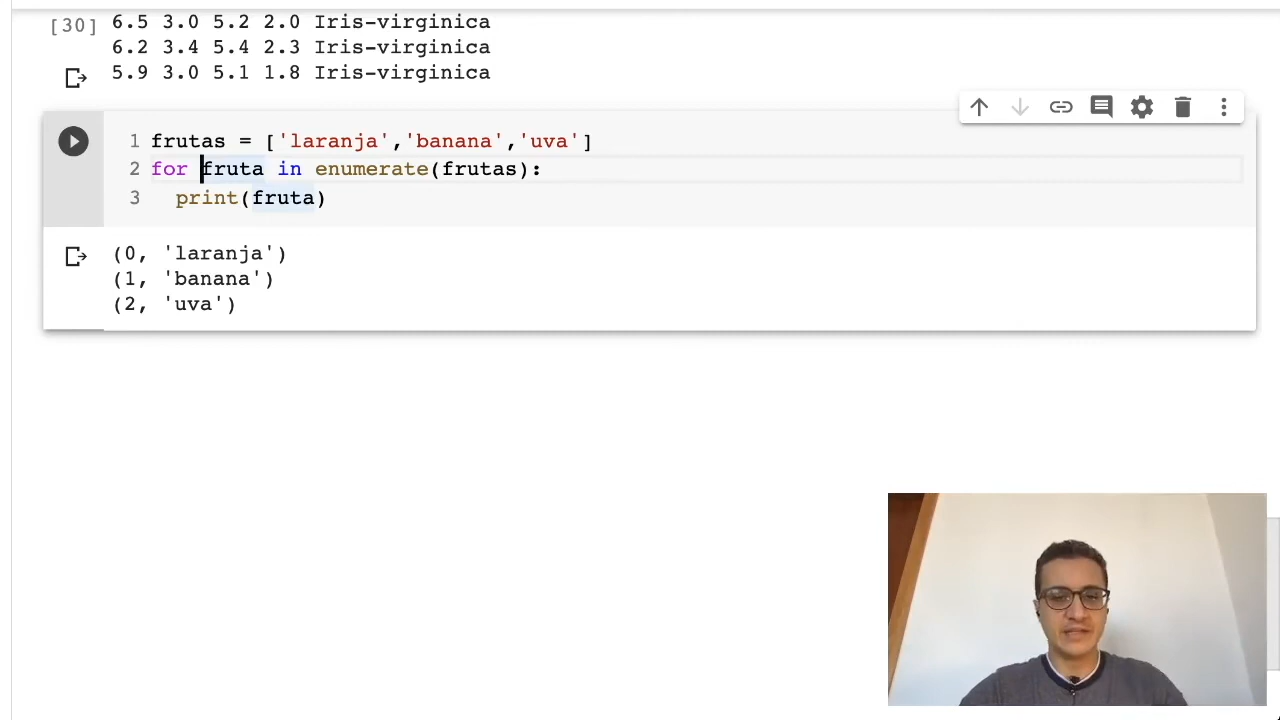 [30] 6.5 3.0 5.2 2.0 Iris-virginica
6.2 3.4 5.4 2.3 Iris-virginica
5.9 3.0 5.1 1.8 Iris-virginica
1 frutas = ['laranja','banana','uva']
2 for fruta in enumerate(frutas):
3   print(fruta)
(0, 'laranja')
(1, 'banana')
(2, 'uva')